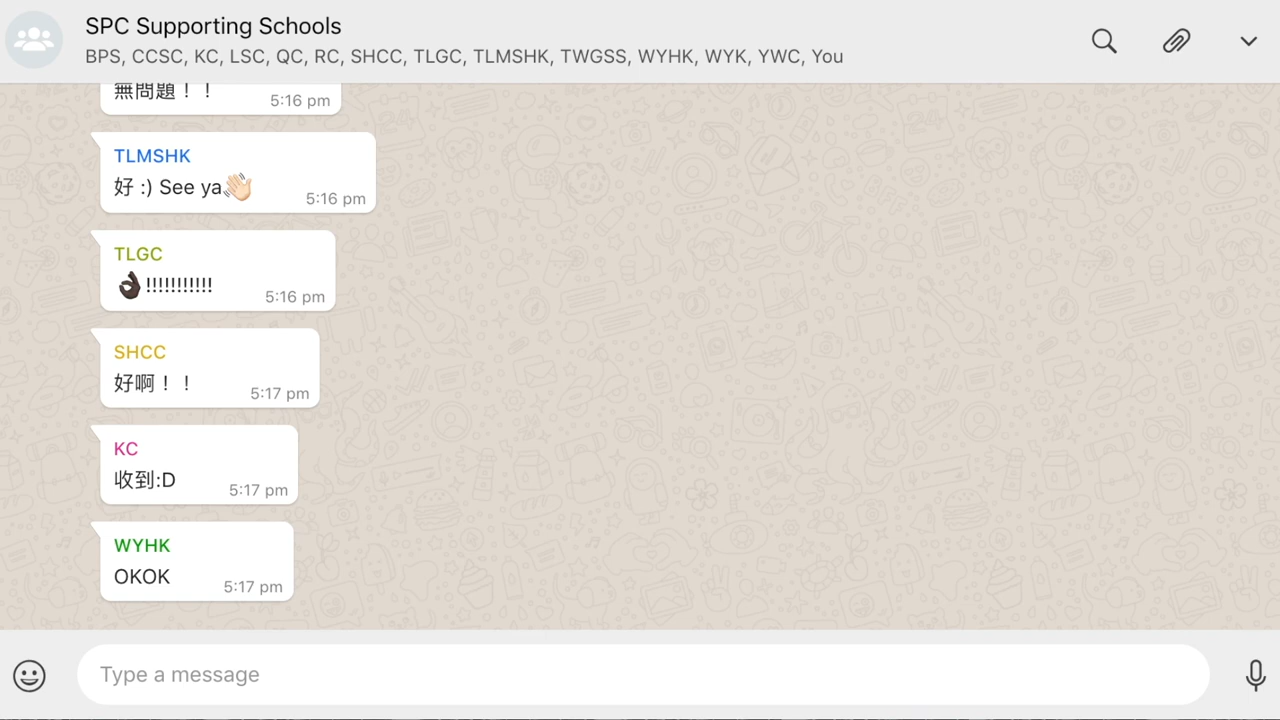 SPC Supporting Schools
BPS, CCSC, KC, LSC, QC, RC, SHCC, TLGC, TLMSHK, TWGSS, WYHK, WYK, YWC, You
無問題！！
5:16 pm
TLMSHK
好 :) See ya👋🏻
5:16 pm
TLGC
👌🏿!!!!!!!!!!!
5:16 pm
SHCC
好啊！！
5:17 pm
KC
收到:D
5:17 pm
WYHK
OKOK
5:17 pm
Type a message